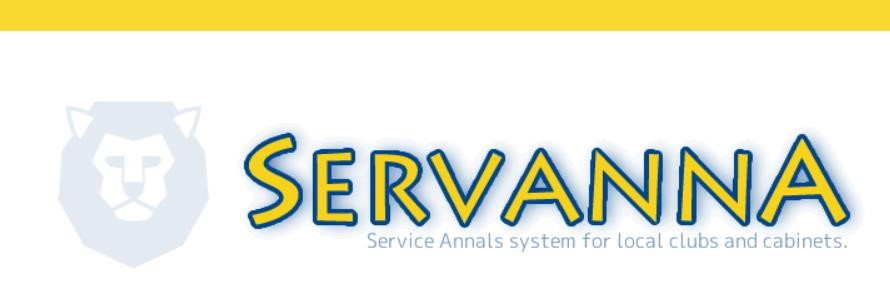 SERVANNA
Service Annals system for local clubs and cabinets.